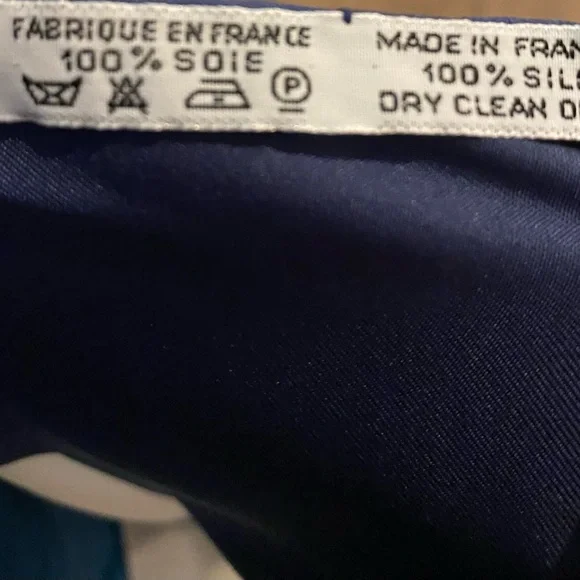 FABRIQUE EN FRANCE
100% SOIE
P
MADE IN FRAN
100% SIL
DRY CLEAN O